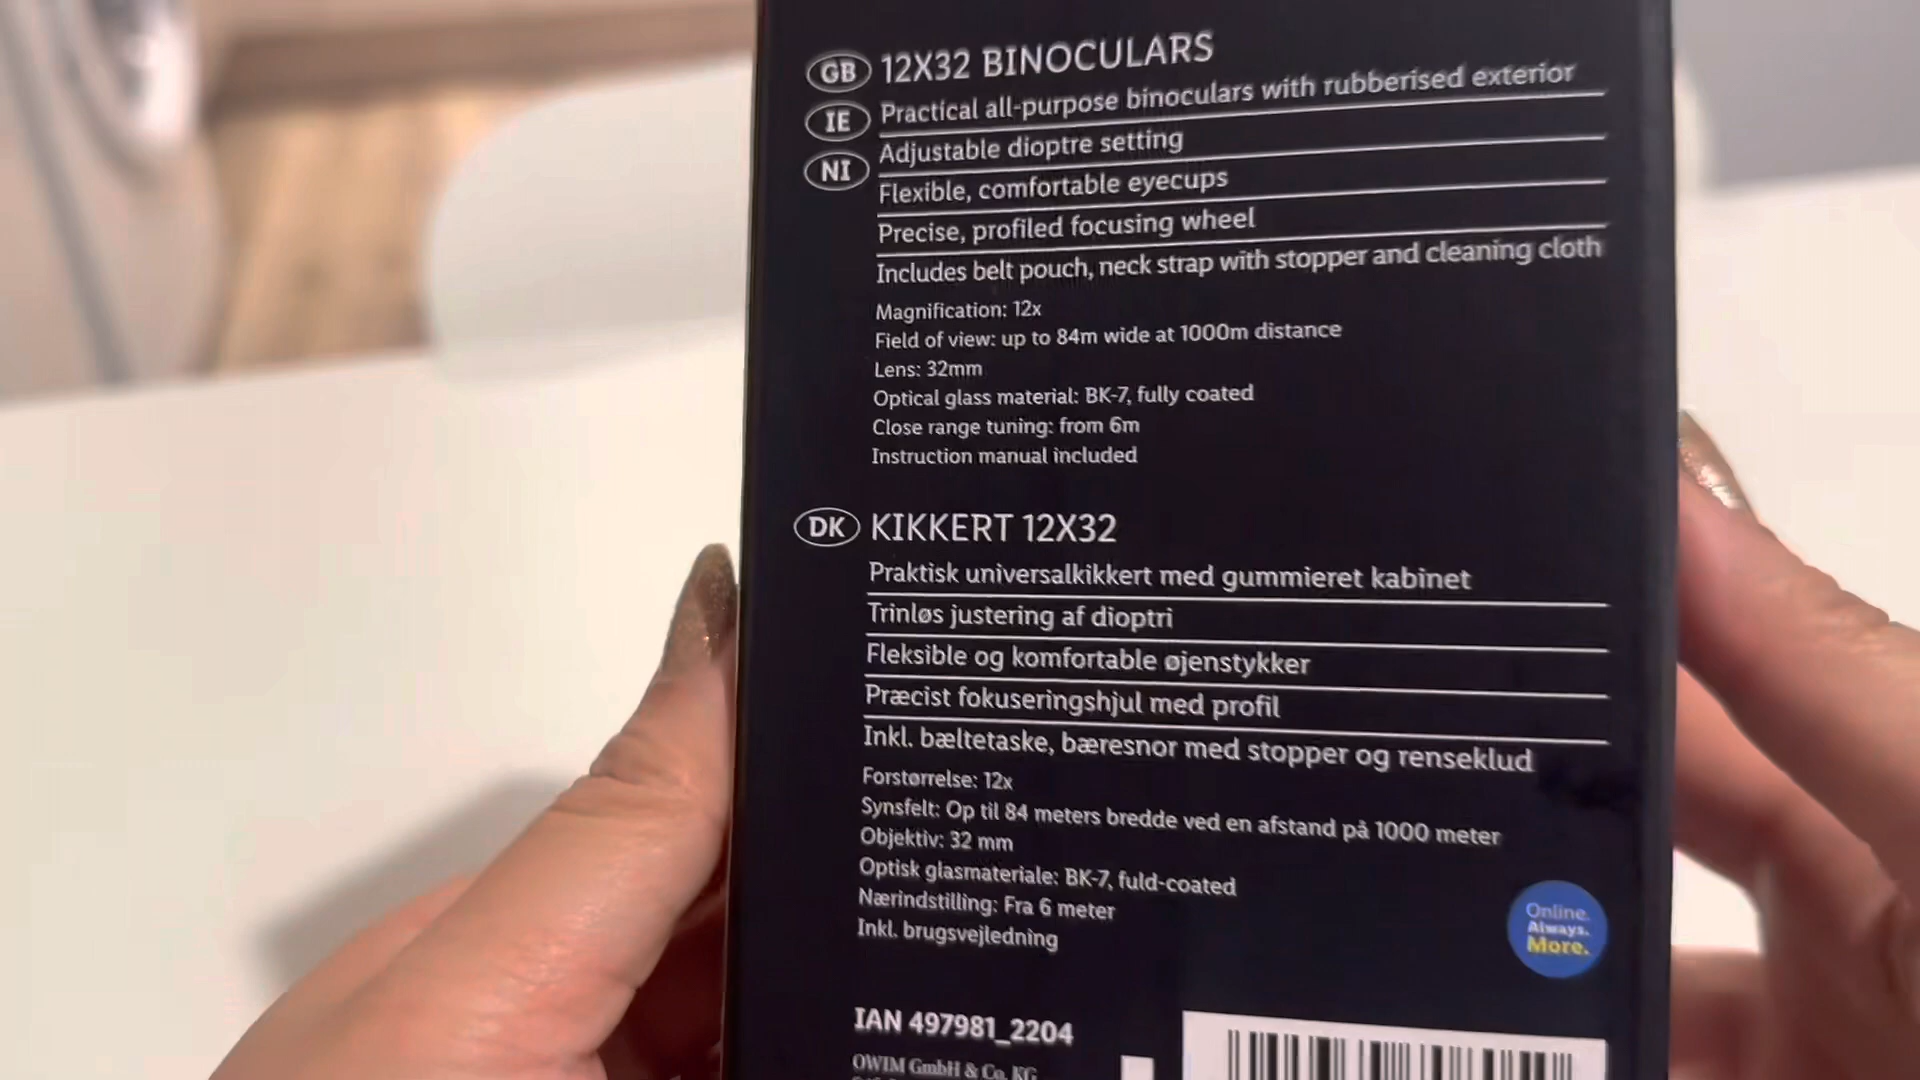 GB 12X32 BINOCULARS
IE Practical all-purpose binoculars with rubberised exterior
Adjustable dioptre setting
NI Flexible, comfortable eyecups
Precise, profiled focusing wheel
Includes belt pouch, neck strap with stopper and cleaning cloth
Magnification: 12x
Field of view: up to 84m wide at 1000m distance
Lens: 32mm
Optical glass material: BK-7, fully coated
Close range tuning: from 6m
Instruction manual included
DK KIKKERT 12X32
Praktisk universalkikkert med gummieret kabinet
Trinløs justering af dioptri
Fleksible og komfortable øjenstykker
Præcist fokuseringshjul med profil
Inkl. bæltetaske, bæresnor med stopper og renseklud
Forstørrelse: 12x
Synsfelt: Op til 84 meters bredde ved en afstand på 1000 meter
Objektiv: 32 mm
Optisk glasmateriale: BK-7, fuld-coated
Nærindstilling: Fra 6 meter
Inkl. brugsvejledning
Online.
Always.
More.
IAN 497981_2204
OWIM GmbH & Co. KG